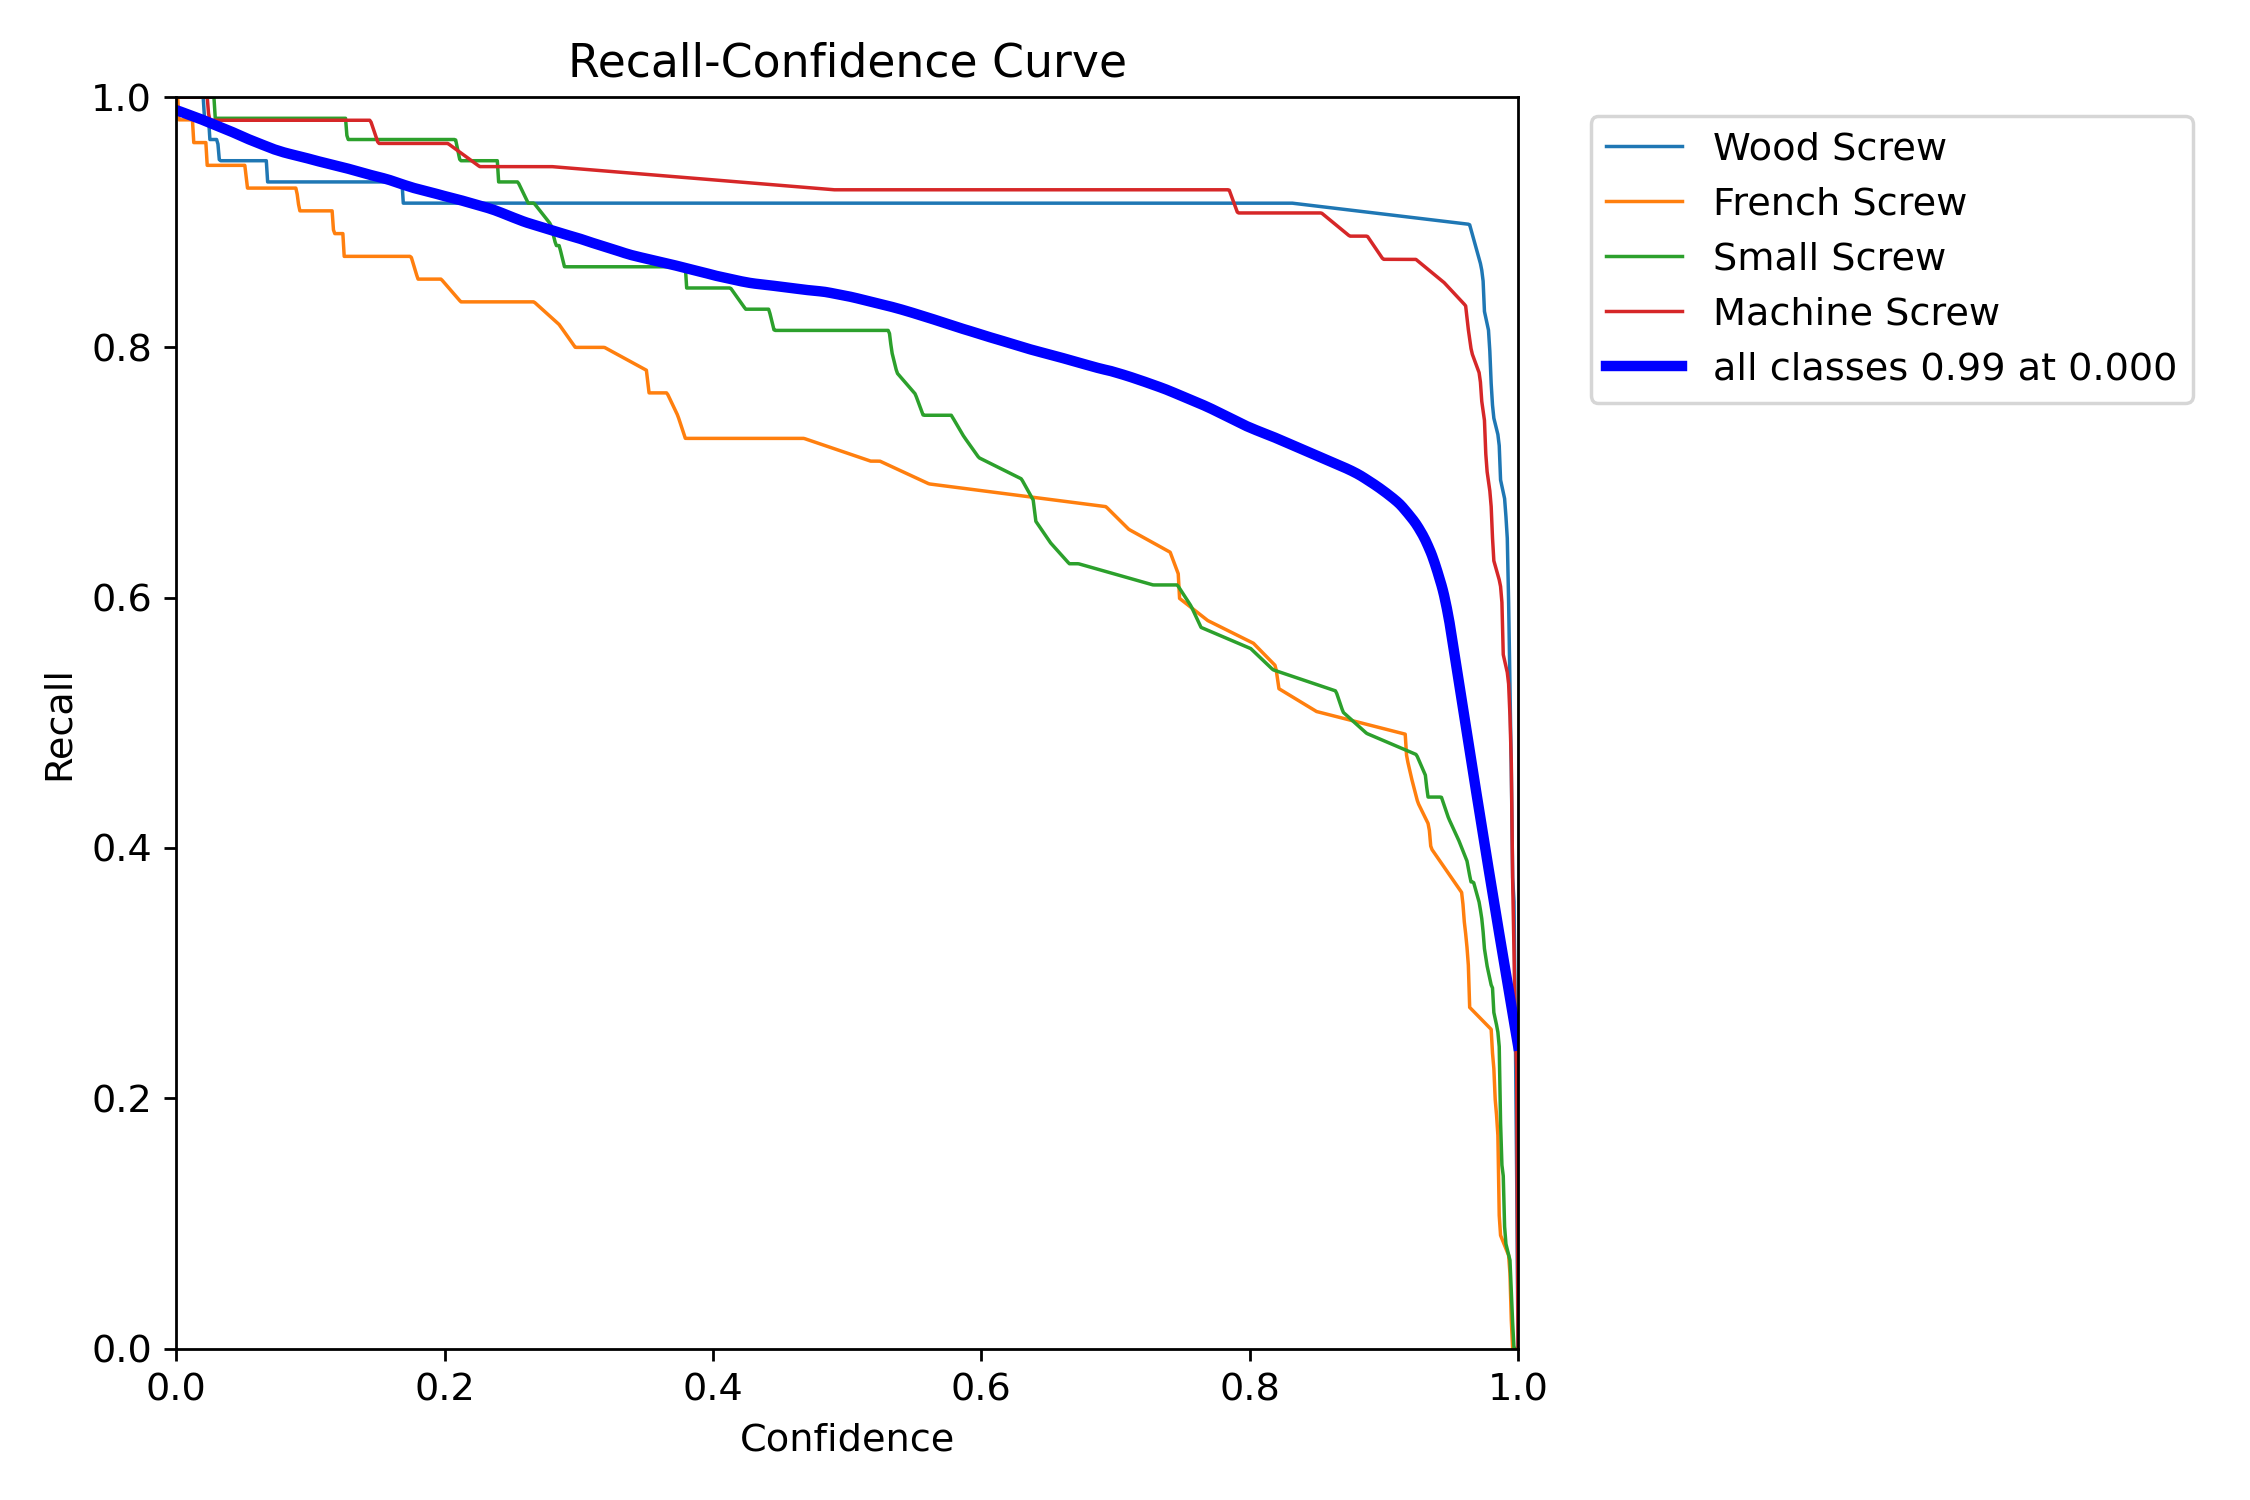 Recall-Confidence Curve
1.0
0.8
0.6
0.4
0.2
0.0
Recall
0.0 0.2 0.4 0.6 0.8 1.0
Confidence
Wood Screw
French Screw
Small Screw
Machine Screw
all classes 0.99 at 0.000